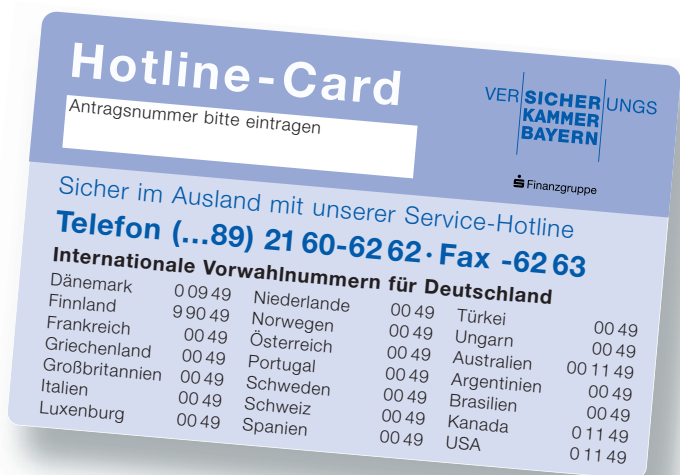 Hotline-Card
Antragsnummer bitte eintragen
VERSICHERUNGS
KAMMER
BAYERN
Finanzgruppe
Sicher im Ausland mit unserer Service-Hotline
Telefon (...89) 21 60-62 62 · Fax -62 63
Internationale Vorwahlnummern für Deutschland
Dänemark 0 09 49
Finnland 9 90 49
Frankreich 00 49
Griechenland 00 49
Großbritannien 00 49
Italien 00 49
Luxenburg 00 49
Niederlande 00 49
Norwegen 00 49
Österreich 00 49
Portugal 00 49
Schweden 00 49
Schweiz 00 49
Spanien 00 49
Türkei 00 49
Ungarn 00 49
Australien 00 11 49
Argentinien 00 49
Brasilien 00 49
Kanada 0 11 49
USA 0 11 49